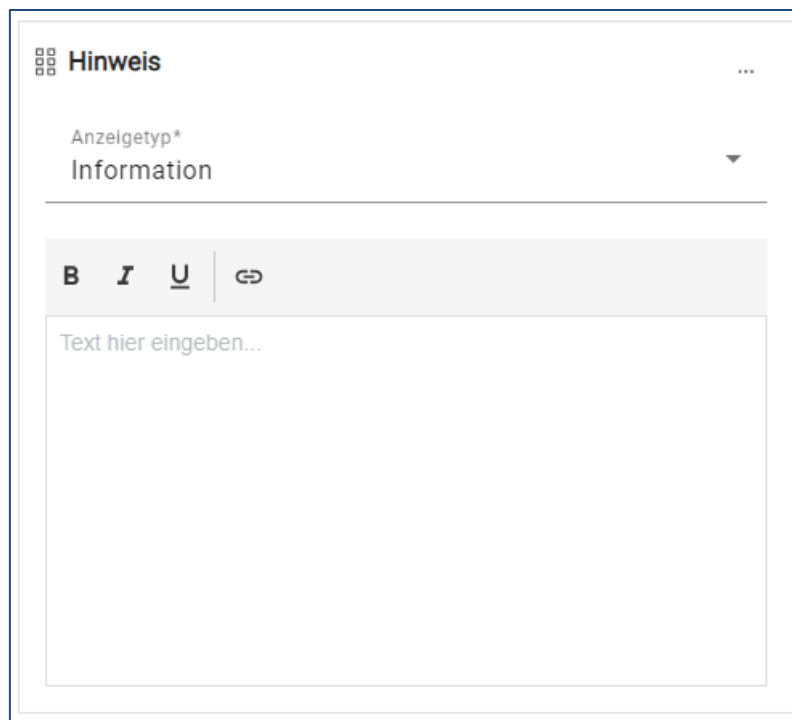 Hinweis
...
Anzeigetyp*
Information
B I U
Text hier eingeben...